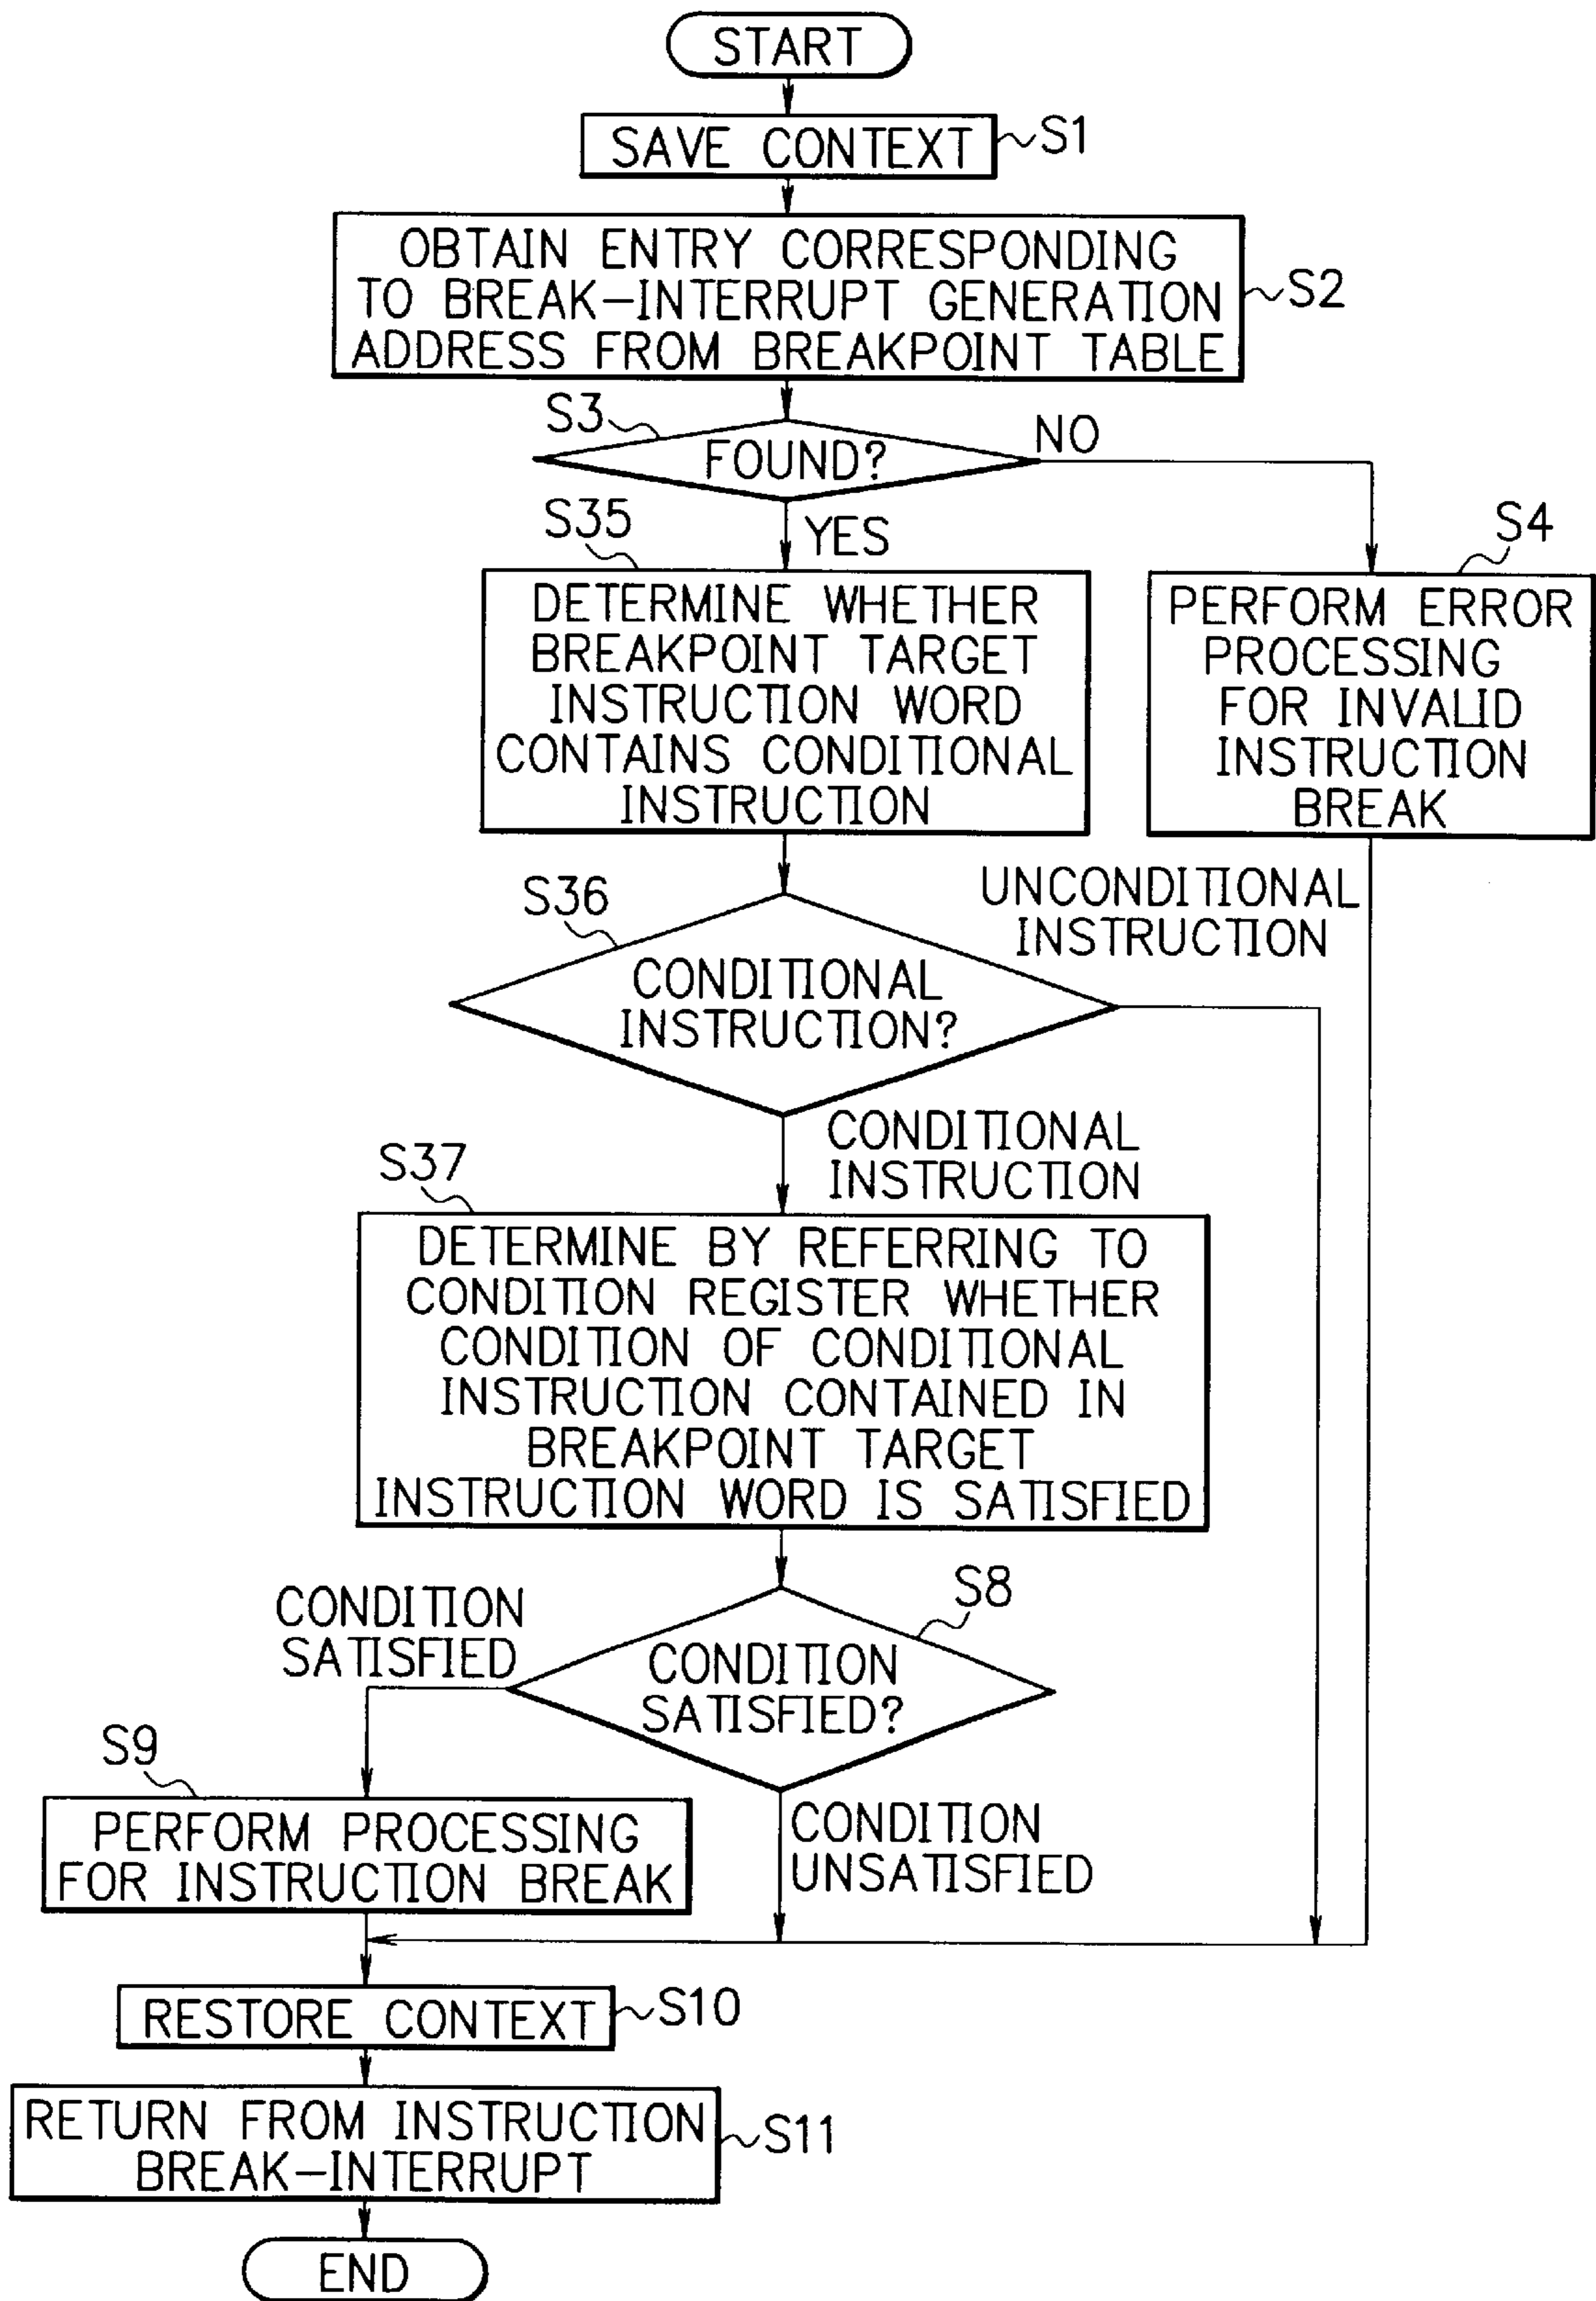 START
SAVE CONTEXT
S1
OBTAIN ENTRY CORRESPONDING
TO BREAK-INTERRUPT GENERATION
ADDRESS FROM BREAKPOINT TABLE
S2
S3
FOUND?
NO
YES
S35
DETERMINE WHETHER
BREAKPOINT TARGET
INSTRUCTION WORD
CONTAINS CONDITIONAL
INSTRUCTION
S4
PERFORM ERROR
PROCESSING
FOR INVALID
INSTRUCTION
BREAK
S36
CONDITIONAL
INSTRUCTION?
UNCONDITIONAL
INSTRUCTION
CONDITIONAL
INSTRUCTION
S37
DETERMINE BY REFERRING TO
CONDITION REGISTER WHETHER
CONDITION OF CONDITIONAL
INSTRUCTION CONTAINED IN
BREAKPOINT TARGET
INSTRUCTION WORD IS SATISFIED
S8
CONDITION
SATISFIED?
CONDITION
SATISFIED
S9
PERFORM PROCESSING
FOR INSTRUCTION BREAK
CONDITION
UNSATISFIED
RESTORE CONTEXT
S10
RETURN FROM INSTRUCTION
BREAK-INTERRUPT
S11
END